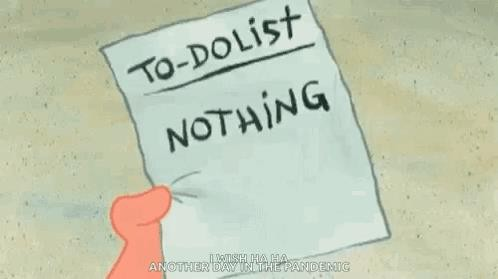 TO-DOLiST
NOTHiNG
I WISH HA HA
ANOTHER DAY IN THE PANDEMIC